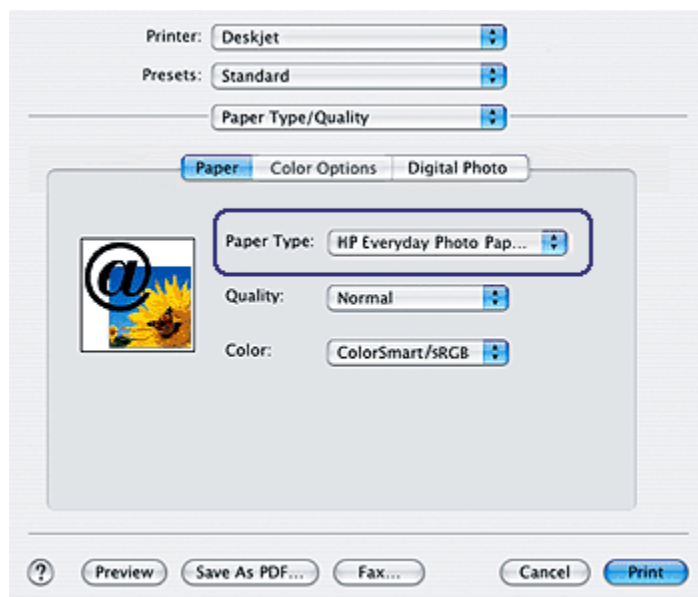 Printer: Deskjet
Presets: Standard
Paper Type/Quality
Paper Color Options Digital Photo
Paper Type: HP Everyday Photo Pap...
@
Quality: Normal
Color: ColorSmart/sRGB
? Preview Save As PDF... Fax... Cancel Print